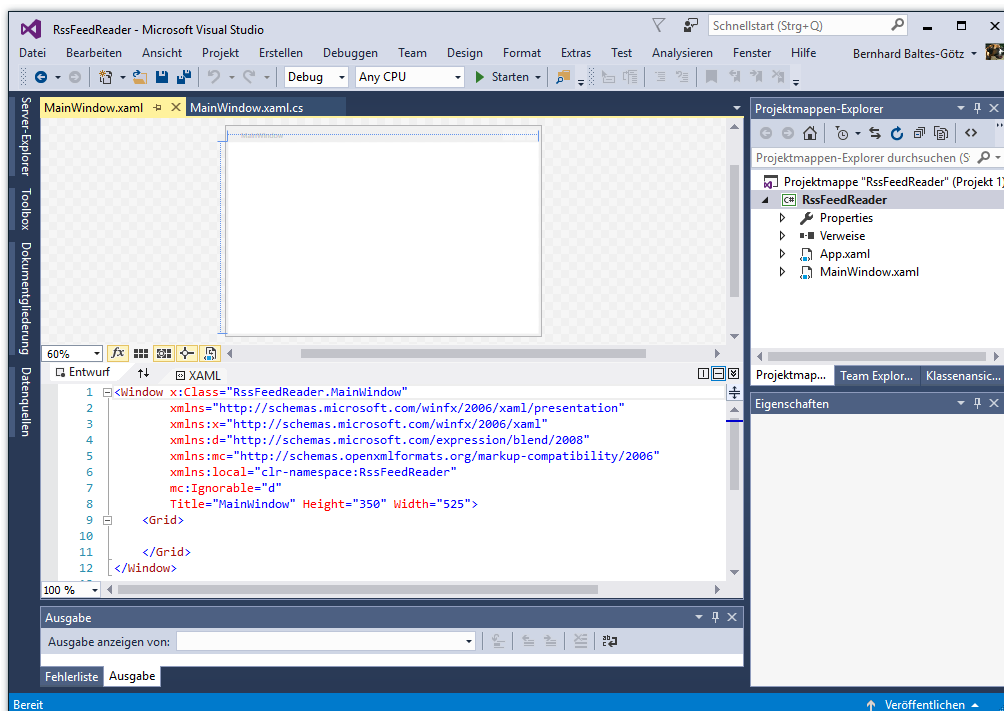 RssFeedReader - Microsoft Visual Studio
Schnellstart (Strg+Q)
Datei Bearbeiten Ansicht Projekt Erstellen Debuggen Team Design Format Extras Test Analysieren Fenster Hilfe Bernhard Baltes-Götz
Debug Any CPU Starten
Server-Explorer
Toolbox
Dokumentgliederung
Datenquellen
MainWindow.xaml MainWindow.xaml.cs
MainWindow
60%
Entwurf XAML
1 <Window x:Class="RssFeedReader.MainWindow"
2 xmlns="http://schemas.microsoft.com/winfx/2006/xaml/presentation"
3 xmlns:x="http://schemas.microsoft.com/winfx/2006/xaml"
4 xmlns:d="http://schemas.microsoft.com/expression/blend/2008"
5 xmlns:mc="http://schemas.openxmlformats.org/markup-compatibility/2006"
6 xmlns:local="clr-namespace:RssFeedReader"
7 mc:Ignorable="d"
8 Title="MainWindow" Height="350" Width="525">
9 <Grid>
10
11 </Grid>
12 </Window>
100 %
Ausgabe
Ausgabe anzeigen von:
Fehlerliste Ausgabe
Projektmappen-Explorer
Projektmappen-Explorer durchsuchen (S
Projektmappe "RssFeedReader" (Projekt 1)
C# RssFeedReader
Properties
Verweise
App.xaml
MainWindow.xaml
Projektmap... Team Explor... Klassenansic...
Eigenschaften
Bereit Veröffentlichen